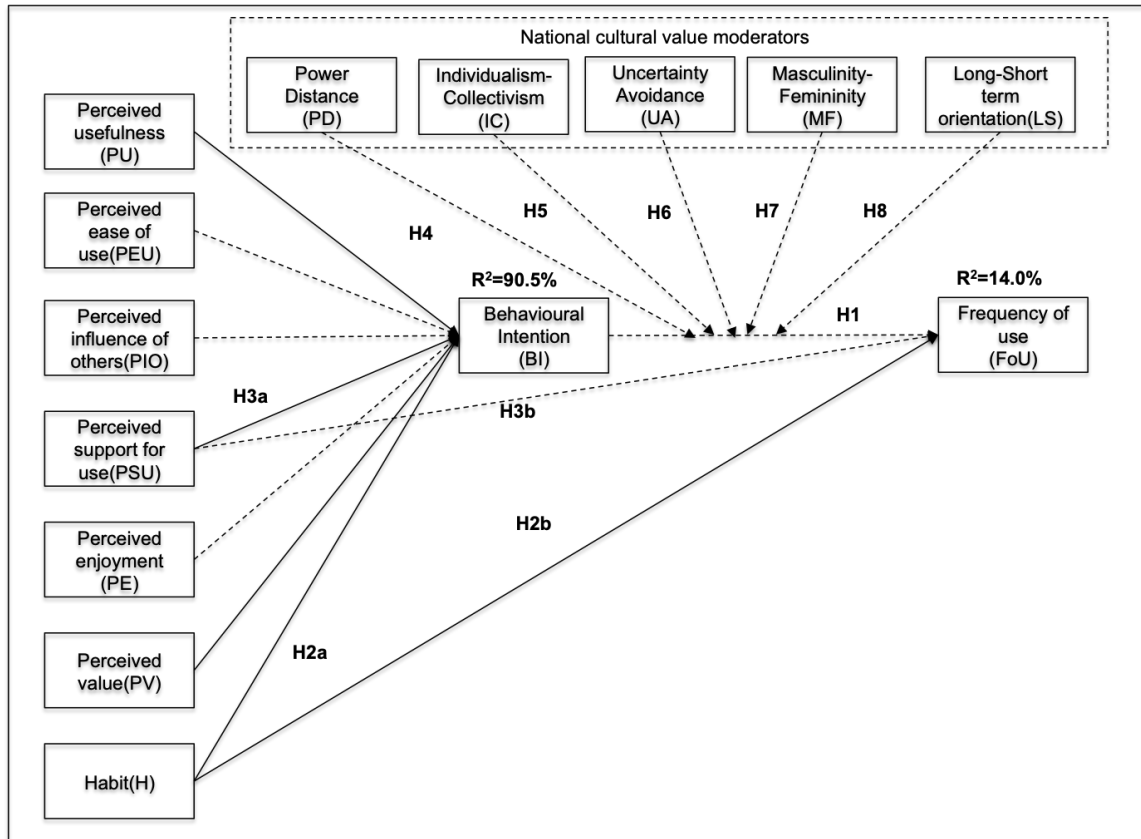 National cultural value moderators
Power
Distance
(PD)
Individualism-
Collectivism
(IC)
Uncertainty
Avoidance
(UA)
Masculinity-
Femininity
(MF)
Long-Short
term
orientation(LS)
Perceived
usefulness
(PU)
Perceived
ease of
use(PEU)
Perceived
influence of
others(PIO)
Perceived
support for
use(PSU)
Perceived
enjoyment
(PE)
Perceived
value(PV)
Habit(H)
H4
H5
H6
H7
H8
R²=90.5%
Behavioural
Intention
(BI)
H1
R²=14.0%
Frequency of
use
(FoU)
H3a
H3b
H2b
H2a